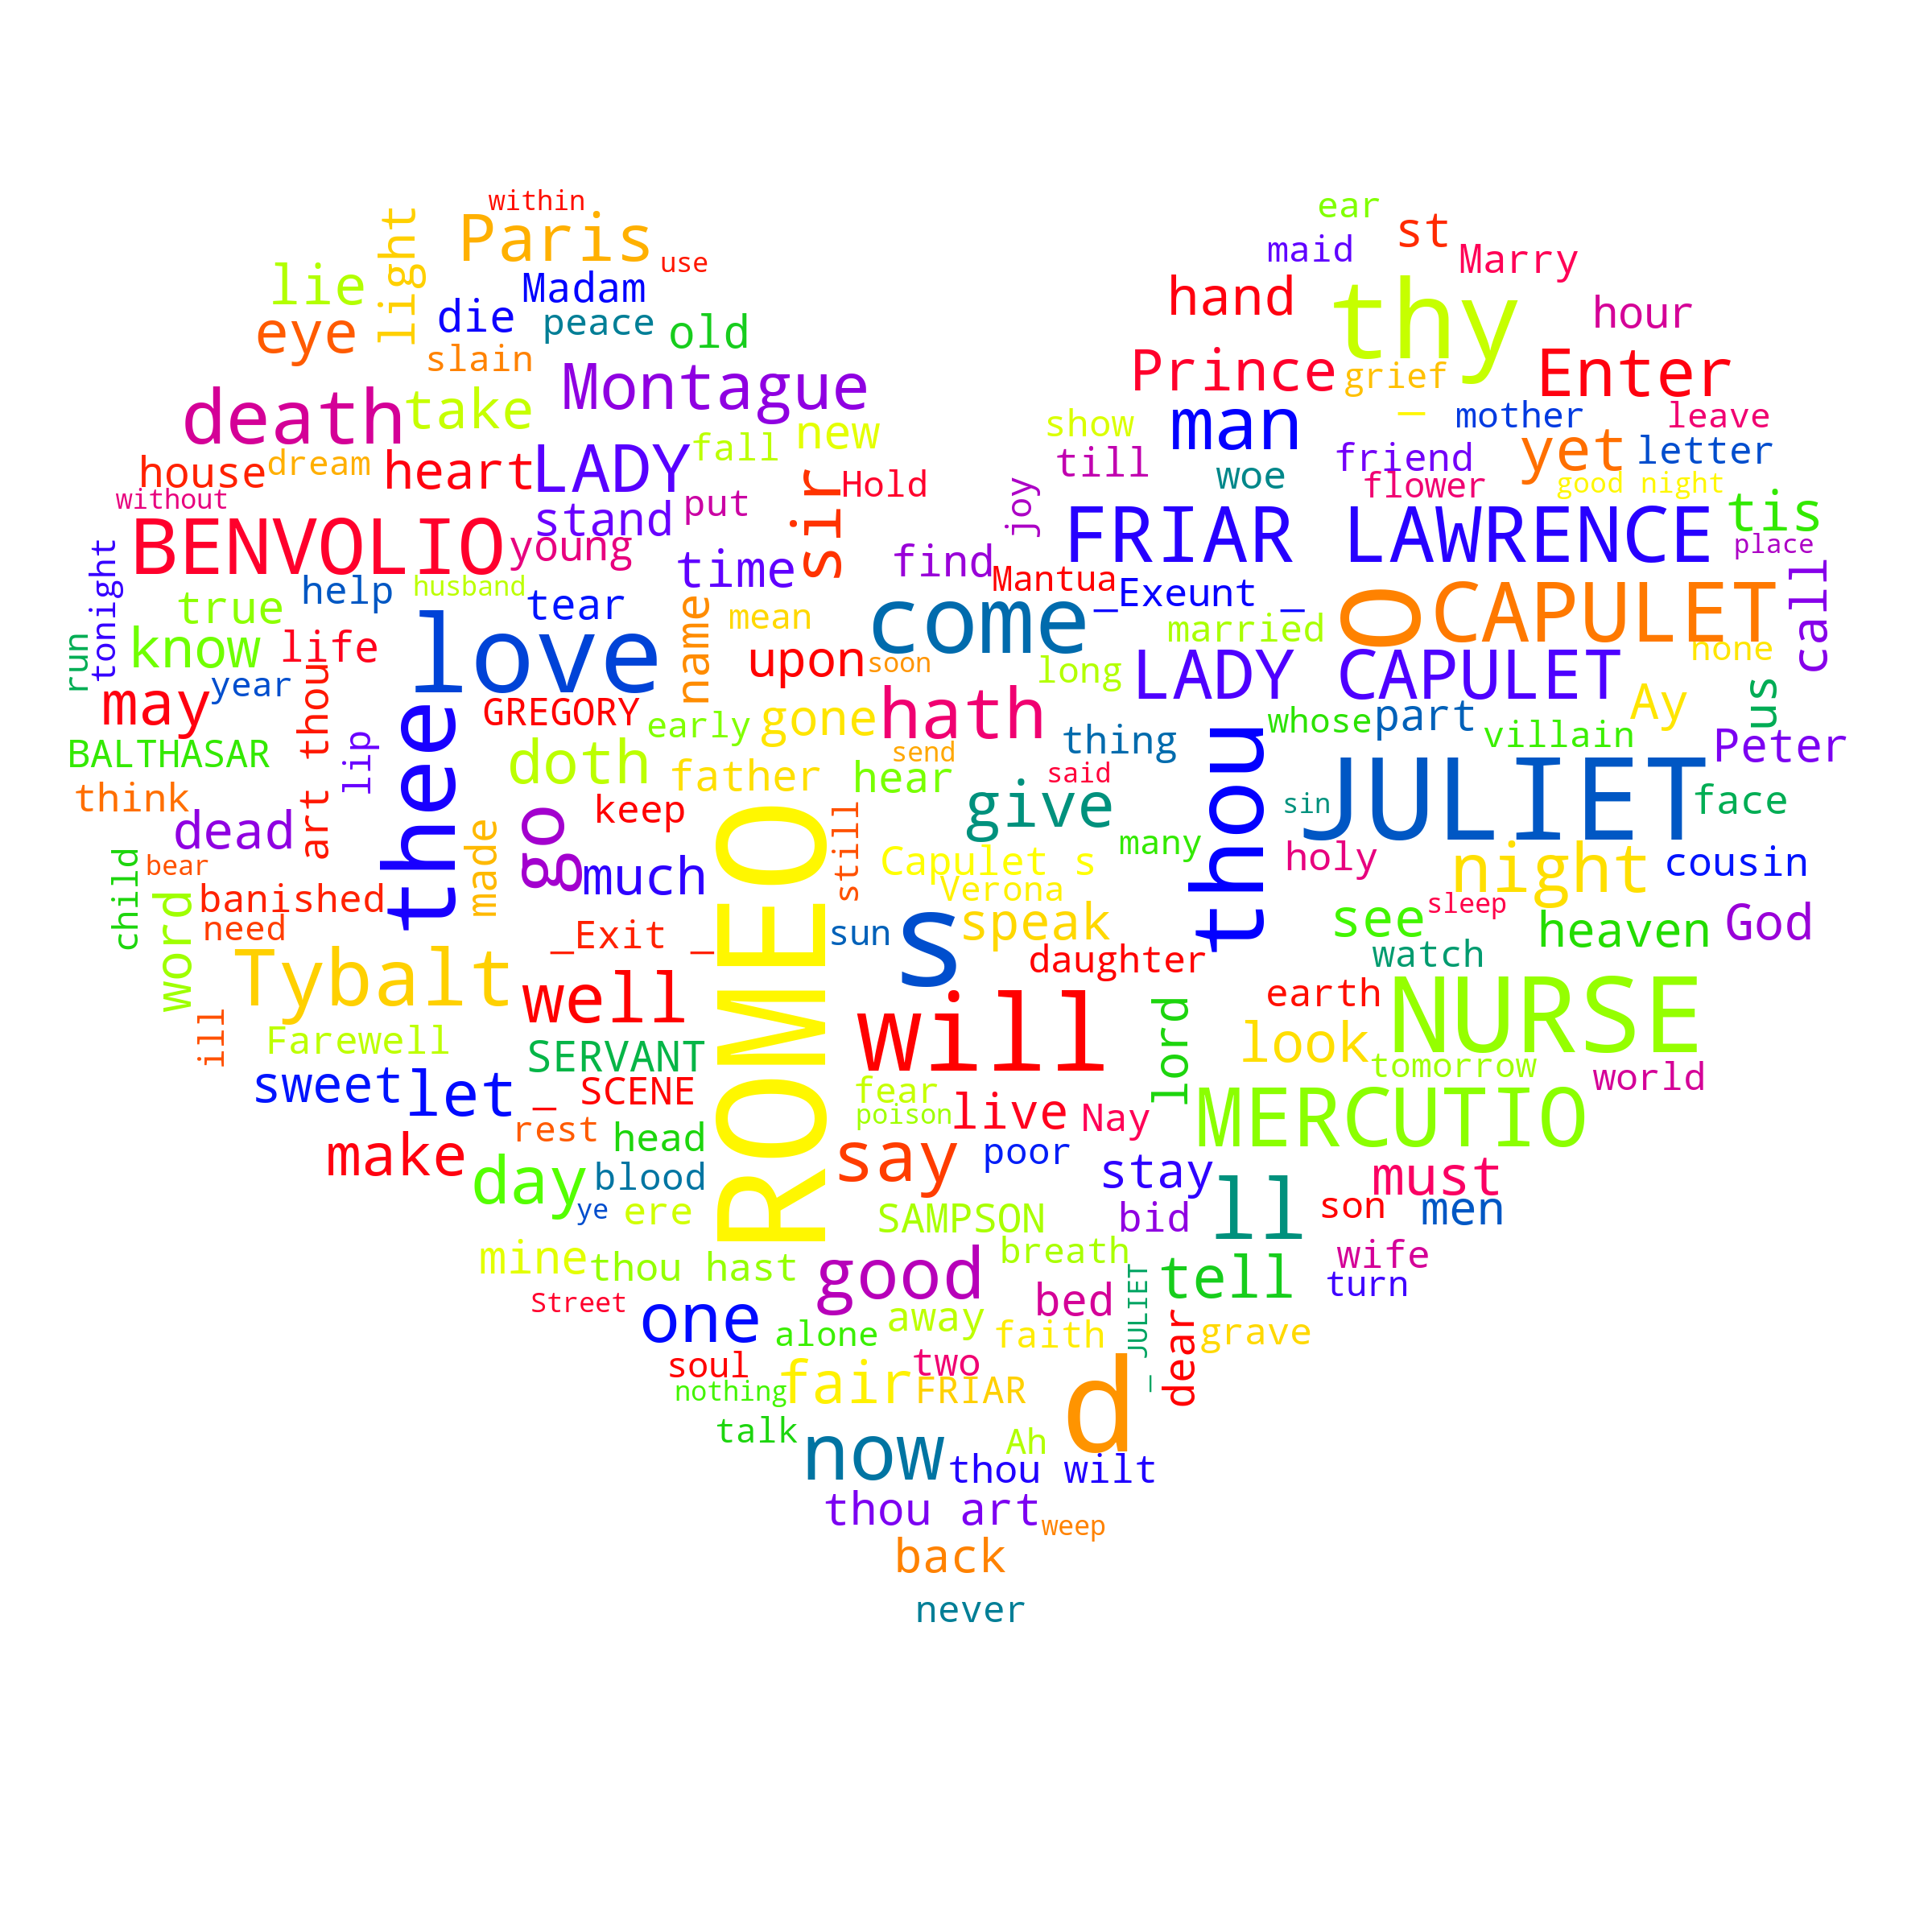 within
Paris
use
light
lie
Madam
eye
die
peace
old
slain
Montague
death
take
new
fall
house
dream
heart
LADY
sir
Hold
without
put
stand
BENVOLIO
young
time
find
tonight
help
husband
tear
true
name
mean
come
love
know
life
run
upon
soon
year
may
art thou
thee
GREGORY
early
gone
hath
BALTHASAR
lip
doth
father
send
hear
think
go
keep
dead
made
much
still
child
bear
banished
word
need
_Exit _
ROMEO
sun
Tybalt
well
ill
Farewell
SERVANT
sweet
let
_ SCENE
rest
head
make
day
blood
ye
ere
mine
thou hast
Street
one
ear
st
maid
Marry
hand
thy
hour
Prince
grief
Enter
man
_
mother
leave
show
yet
letter
till
friend
woe
flower
good night
joy
FRIAR LAWRENCE
tis
place
Mantua
_Exeunt _
O
CAPULET
call
married
none
long
LADY CAPULET
Ay
us
whose
part
villain
Peter
thing
thou
said
JULIET
give
sin
face
many
Capulet s
holy
night
cousin
Verona
sleep
s
speak
see
heaven
God
daughter
watch
will
earth
NURSE
lord
look
tomorrow
world
fear
poison
live
Nay
MERCUTIO
say
poor
stay
must
ll
son
men
SAMPSON
bid
breath
wife
good
tell
turn
bed
_ JULIET
away
alone
faith
dear
grave
soul
two
nothing
fair
FRIAR
d
talk
now
Ah
thou wilt
thou art
weep
back
never